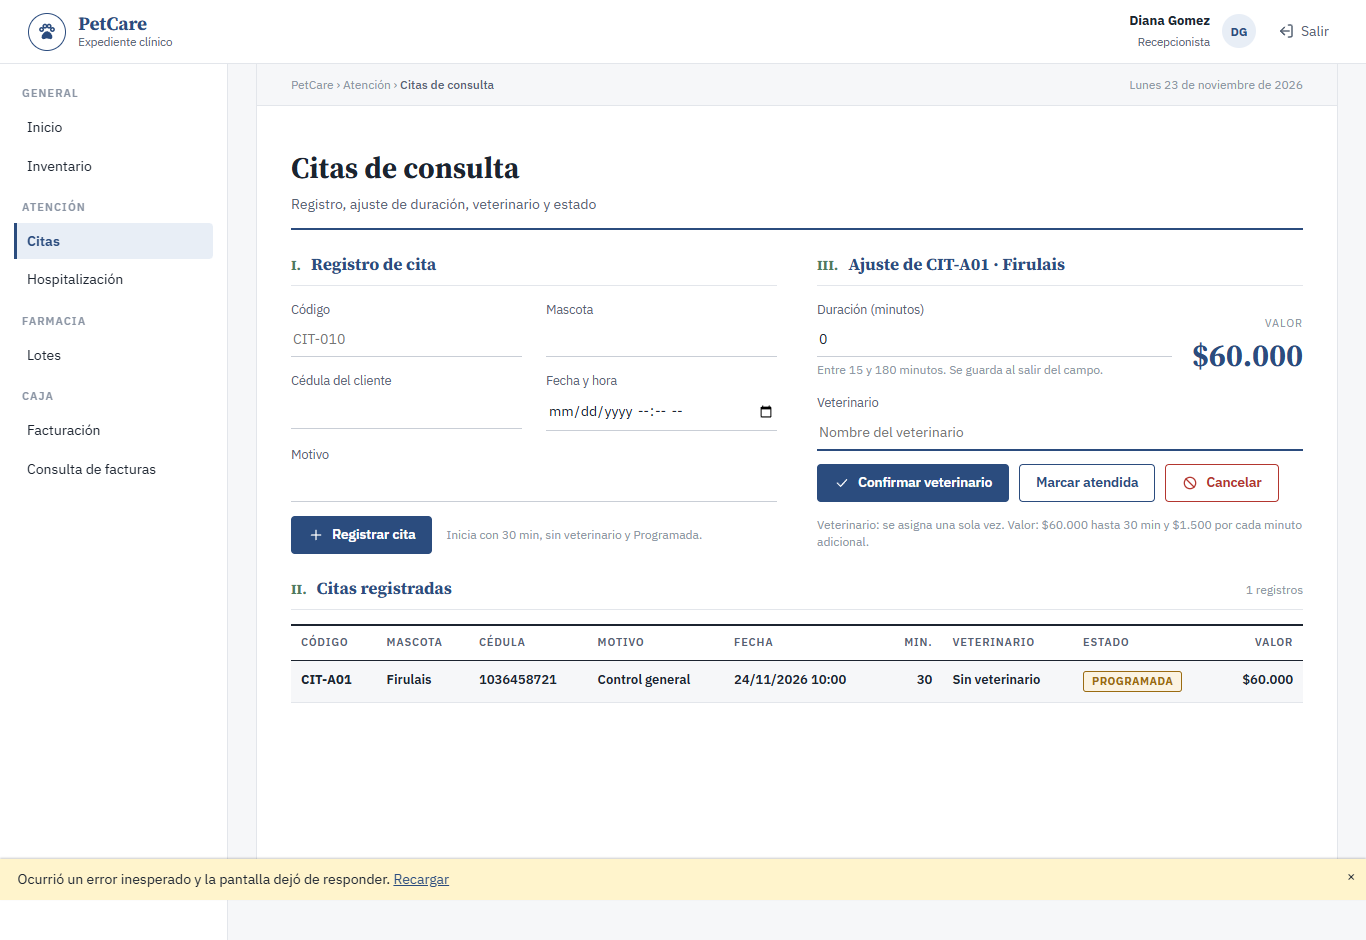 PetCare
Expediente clínico
Diana Gomez
Recepcionista
DG
Salir
GENERAL
Inicio
Inventario
ATENCIÓN
Citas
Hospitalización
FARMACIA
Lotes
CAJA
Facturación
Consulta de facturas
PetCare › Atención › Citas de consulta
Lunes 23 de noviembre de 2026
Citas de consulta
Registro, ajuste de duración, veterinario y estado
I. Registro de cita
Código
Mascota
CIT-010
Cédula del cliente
Fecha y hora
mm/dd/yyyy --:-- --
Motivo
Registrar cita
Inicia con 30 min, sin veterinario y Programada.
III. Ajuste de CIT-A01 · Firulais
Duración (minutos)
0
Entre 15 y 180 minutos. Se guarda al salir del campo.
VALOR
$60.000
Veterinario
Nombre del veterinario
Confirmar veterinario
Marcar atendida
Cancelar
Veterinario: se asigna una sola vez. Valor: $60.000 hasta 30 min y $1.500 por cada minuto
adicional.
II. Citas registradas
1 registros
CÓDIGO MASCOTA CÉDULA MOTIVO FECHA MIN. VETERINARIO ESTADO VALOR
CIT-A01 Firulais 1036458721 Control general 24/11/2026 10:00 30 Sin veterinario PROGRAMADA $60.000
Ocurrió un error inesperado y la pantalla dejó de responder. Recargar
×